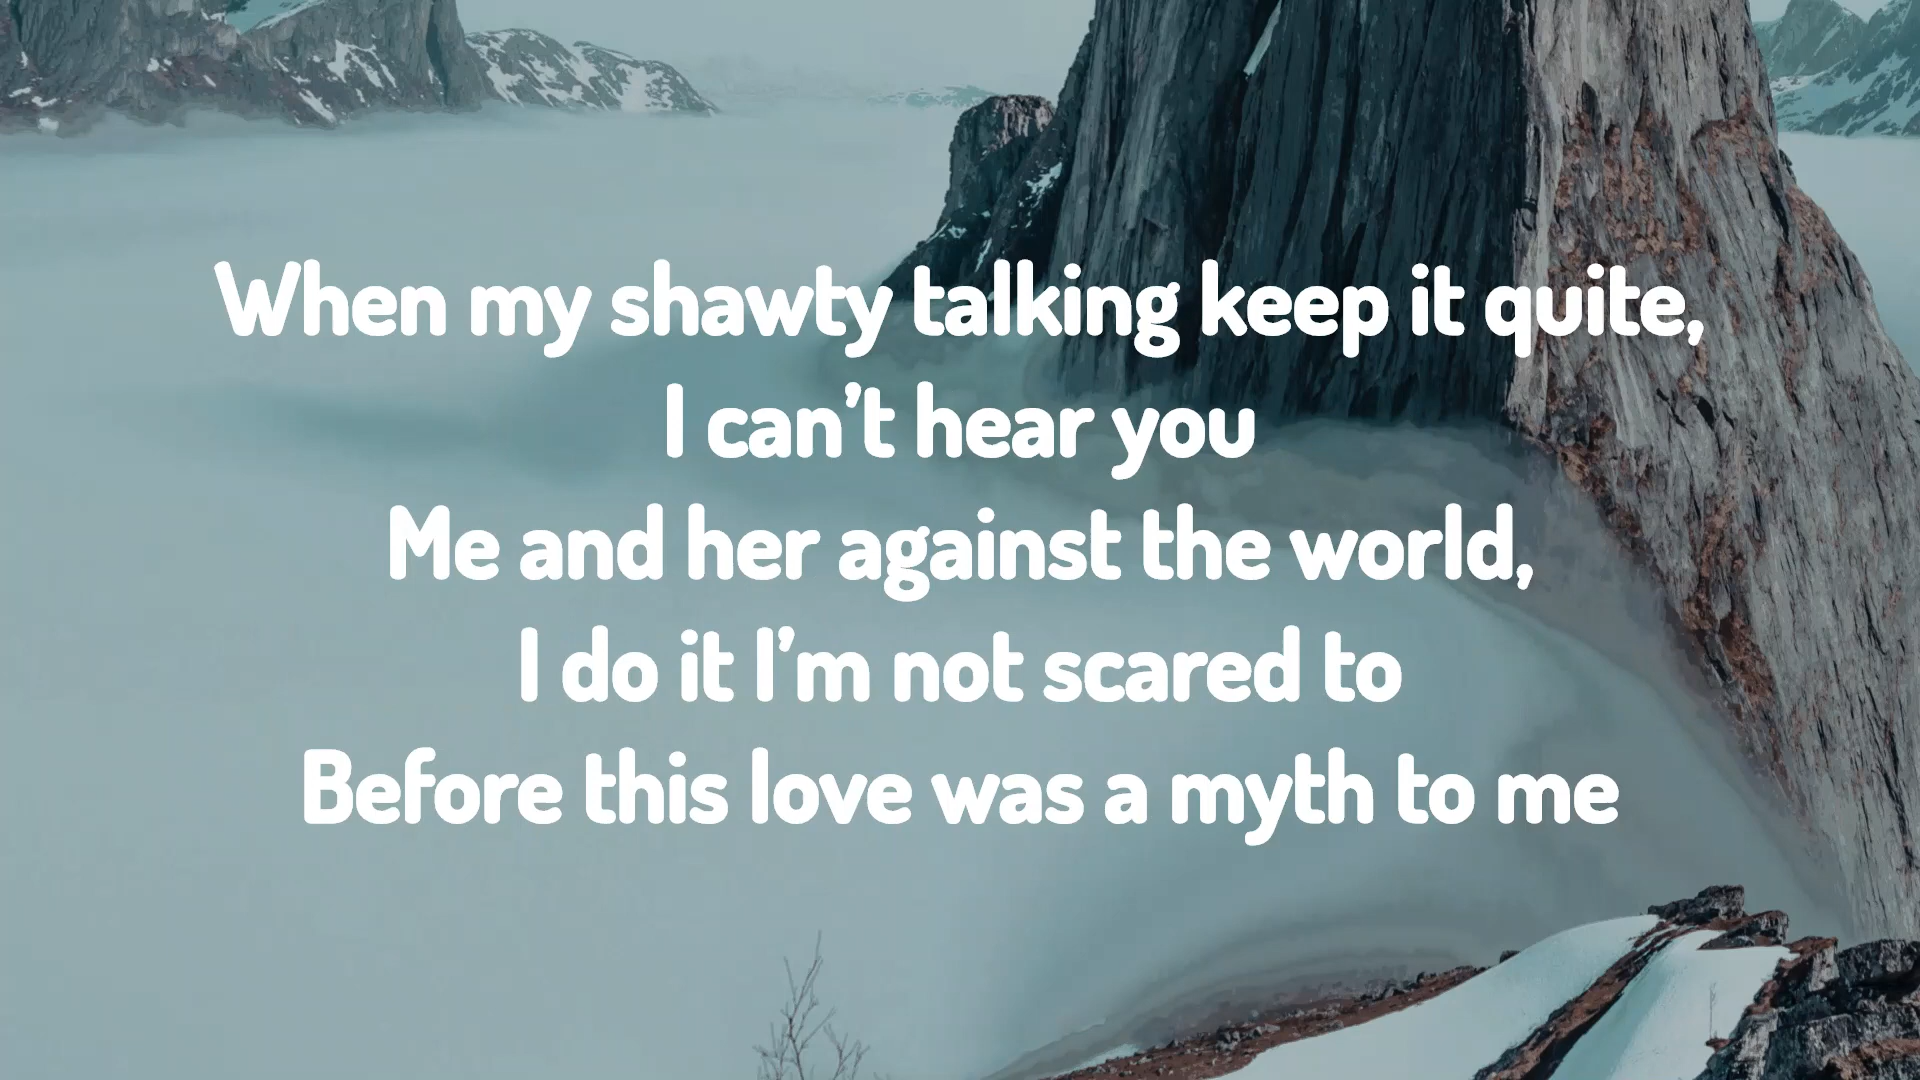 When my shawty talking keep it quite,
I can't hear you
Me and her against the world,
I do it I'm not scared to
Before this love was a myth to me